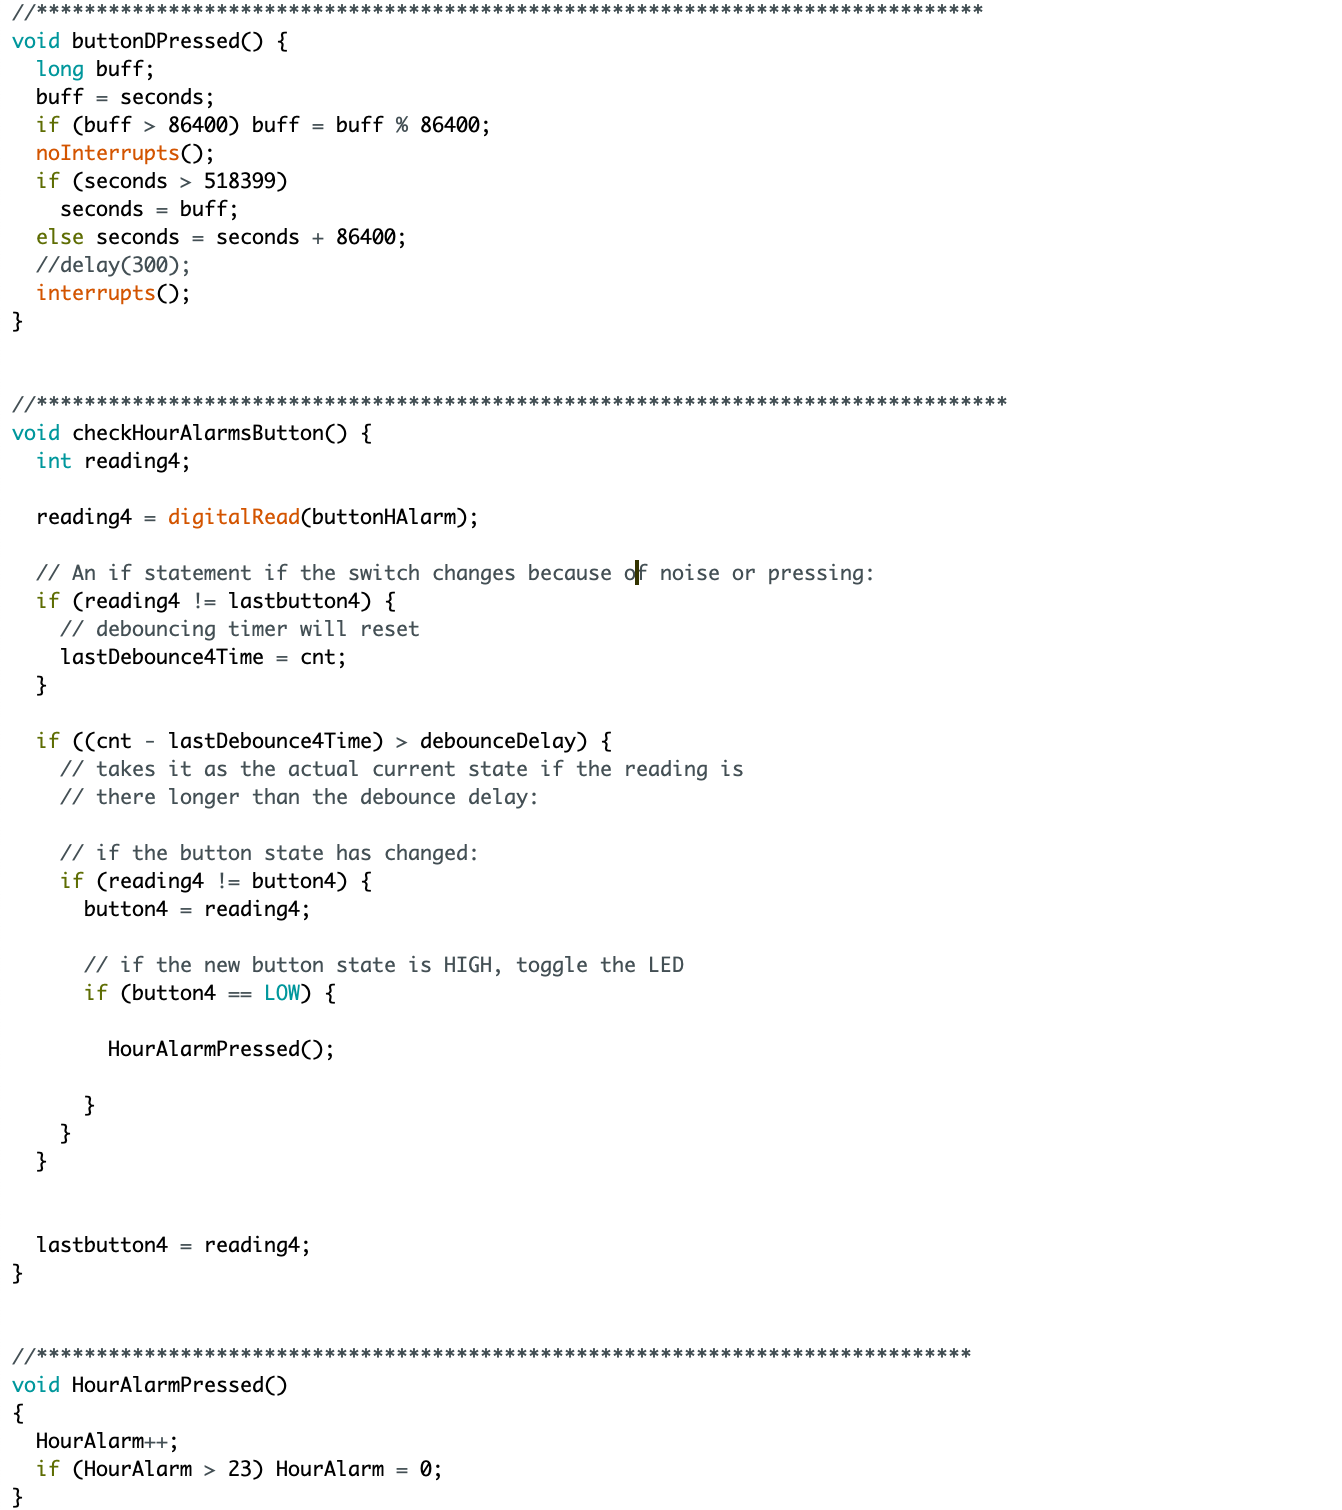 //*******************************************************************************
void buttonDPressed() {
  long buff;
  buff = seconds;
  if (buff > 86400) buff = buff % 86400;
  noInterrupts();
  if (seconds > 518399)
    seconds = buff;
  else seconds = seconds + 86400;
  //delay(300);
  interrupts();
}
//*********************************************************************************
void checkHourAlarmsButton() {
  int reading4;
  reading4 = digitalRead(buttonHAlarm);
  // An if statement if the switch changes because of noise or pressing:
  if (reading4 != lastbutton4) {
    // debouncing timer will reset
    lastDebounce4Time = cnt;
  }
  if ((cnt - lastDebounce4Time) > debounceDelay) {
    // takes it as the actual current state if the reading is
    // there longer than the debounce delay:
    // if the button state has changed:
    if (reading4 != button4) {
      button4 = reading4;
      // if the new button state is HIGH, toggle the LED
      if (button4 == LOW) {
        HourAlarmPressed();
      }
    }
  }
  lastbutton4 = reading4;
}
//******************************************************************************
void HourAlarmPressed()
{
  HourAlarm++;
  if (HourAlarm > 23) HourAlarm = 0;
}